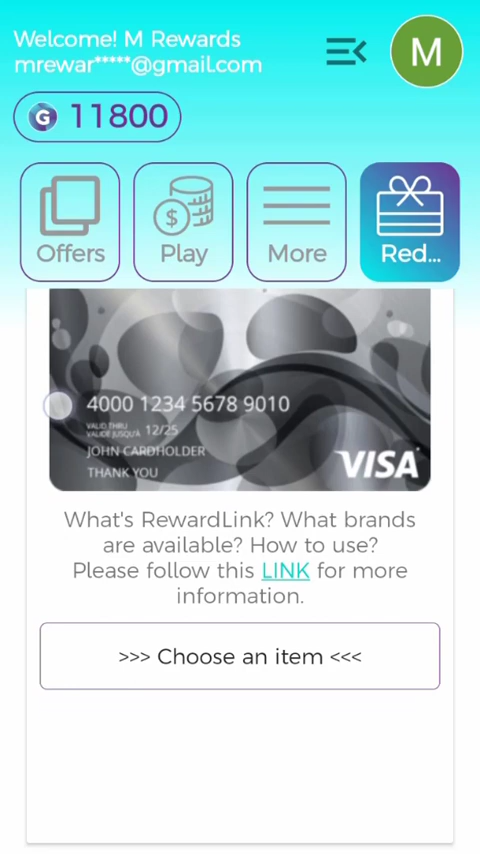 Welcome! M Rewards
mrewar*****@gmail.com
M
G 11800
Offers
Play
More
Red...
4000 1234 5678 9010
VALID THRU
VALIDE JUSQU'À 12/25
JOHN CARDHOLDER
THANK YOU
VISA
What's RewardLink? What brands
are available? How to use?
Please follow this LINK for more
information.
>>> Choose an item <<<